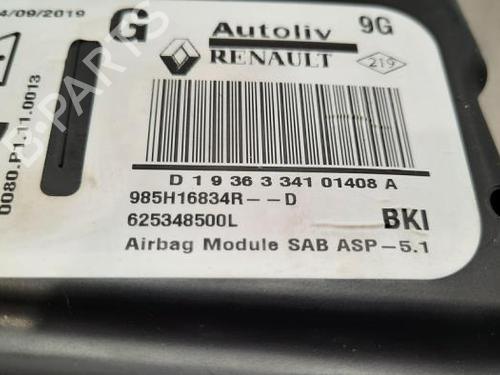 4/09/2019
G
Autoliv
9G
RENAULT
219
0080.P1.11.0013
D 1 9 36 3 341 01408 A
985H16834R--D
625348500L
BKI
Airbag Module SAB ASP-5.1
B-PARTS